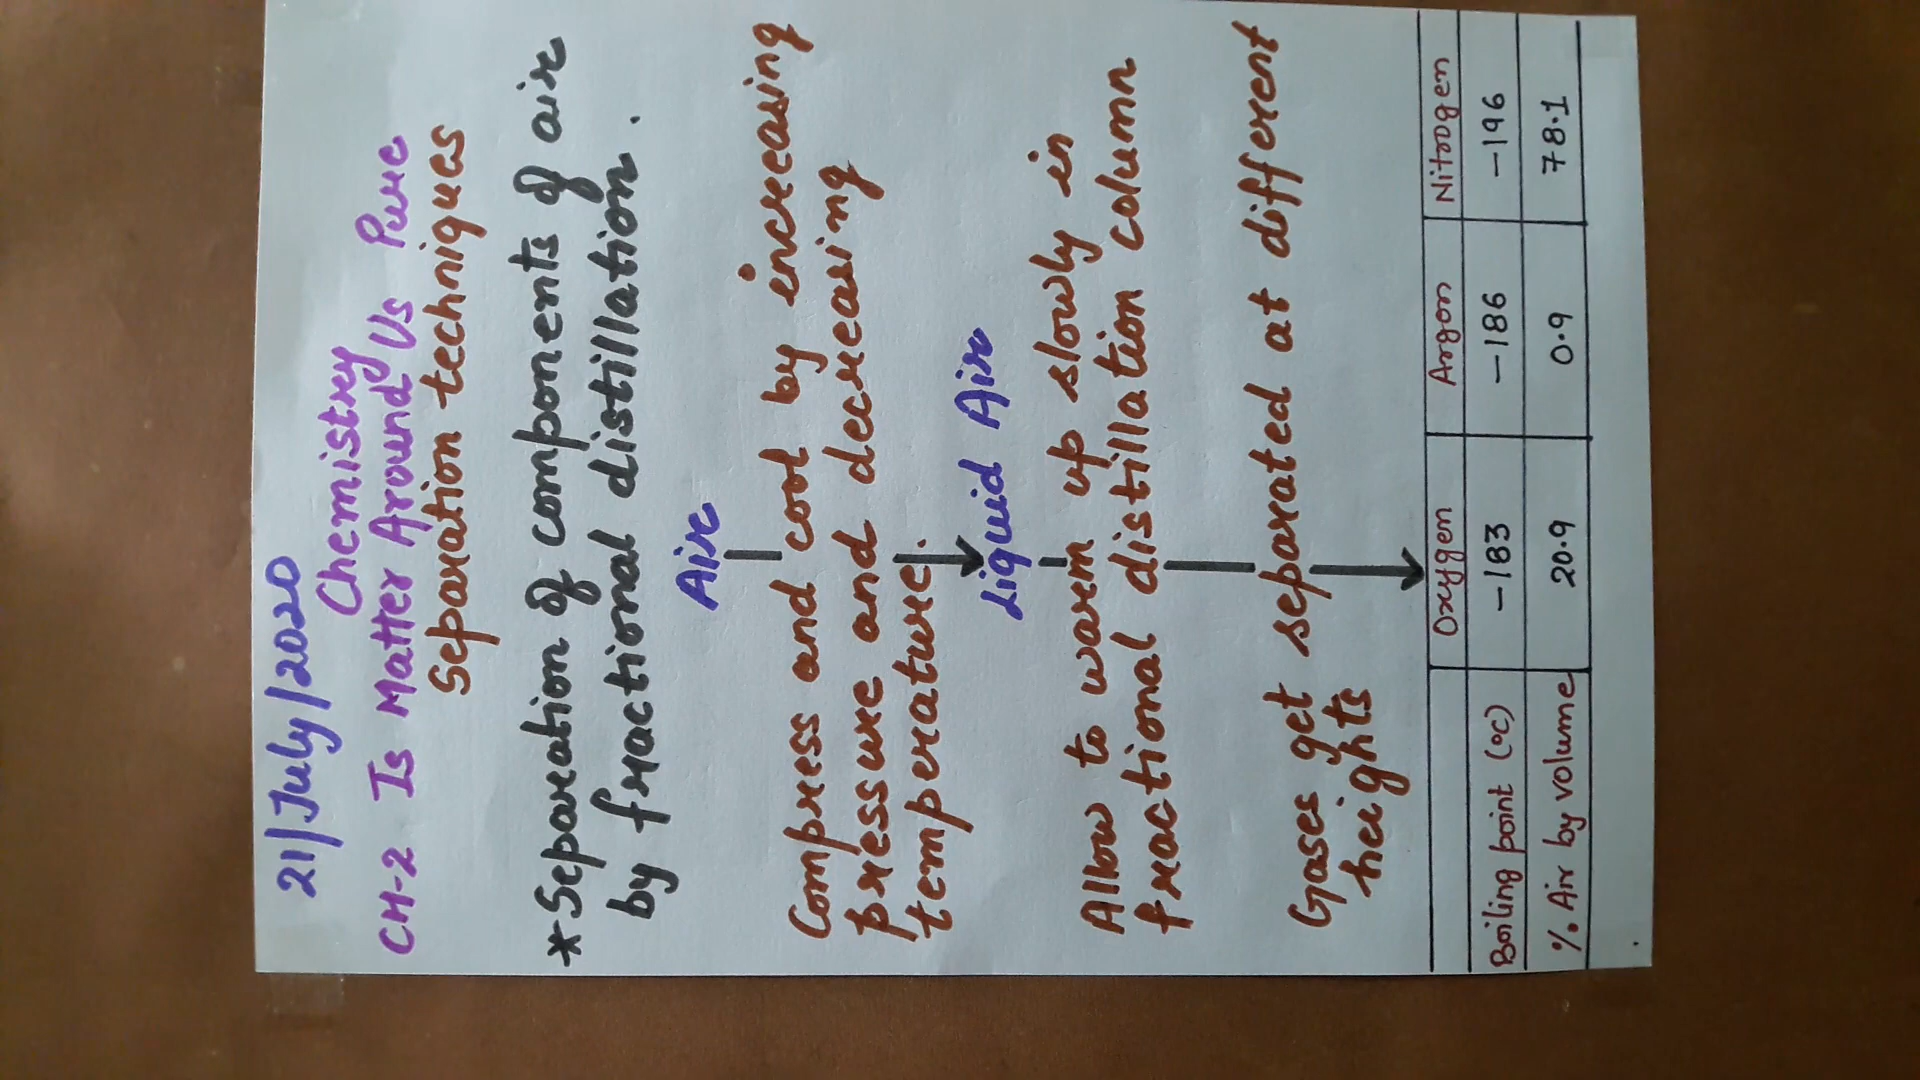 21/July/2020
Chemistry
CH-2 Is Matter Around Us Pure
Separation techniques
*Separation of components of air
by fractional distillation.
Air
Compress and cool by increasing
pressure and decreasing
temperature.
Liquid Air
Allow to warm up slowly in
fractional distillation column
Gases get separated at different
heights
Oxygen Argon Nitrogen
Boiling point (°C) -183 -186 -196
% Air by volume 20.9 0.9 78.1